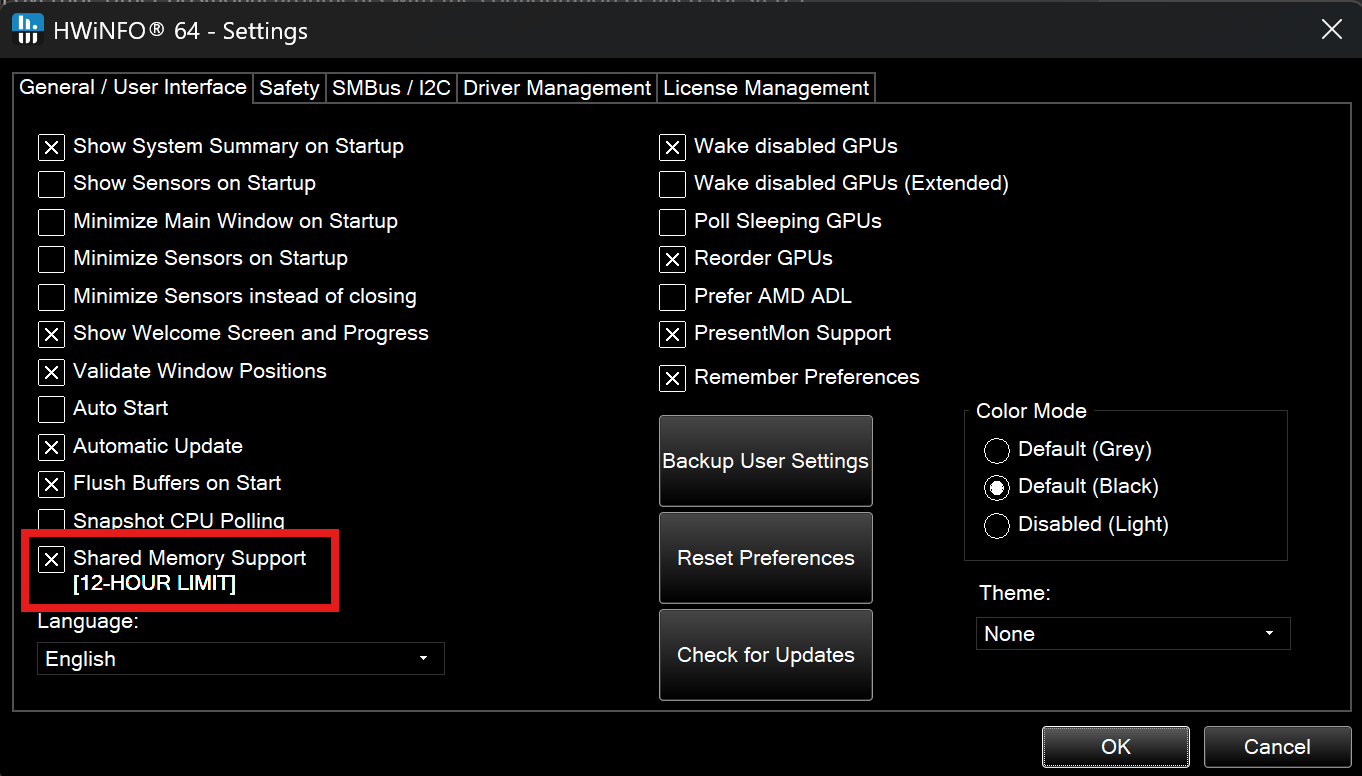 HWiNFO® 64 - Settings
General / User Interface
Safety
SMBus / I2C
Driver Management
License Management
Show System Summary on Startup
Show Sensors on Startup
Minimize Main Window on Startup
Minimize Sensors on Startup
Minimize Sensors instead of closing
Show Welcome Screen and Progress
Validate Window Positions
Auto Start
Automatic Update
Flush Buffers on Start
Snapshot CPU Polling
Shared Memory Support
[12-HOUR LIMIT]
Language:
English
Wake disabled GPUs
Wake disabled GPUs (Extended)
Poll Sleeping GPUs
Reorder GPUs
Prefer AMD ADL
PresentMon Support
Remember Preferences
Backup User Settings
Reset Preferences
Check for Updates
Color Mode
Default (Grey)
Default (Black)
Disabled (Light)
Theme:
None
OK
Cancel